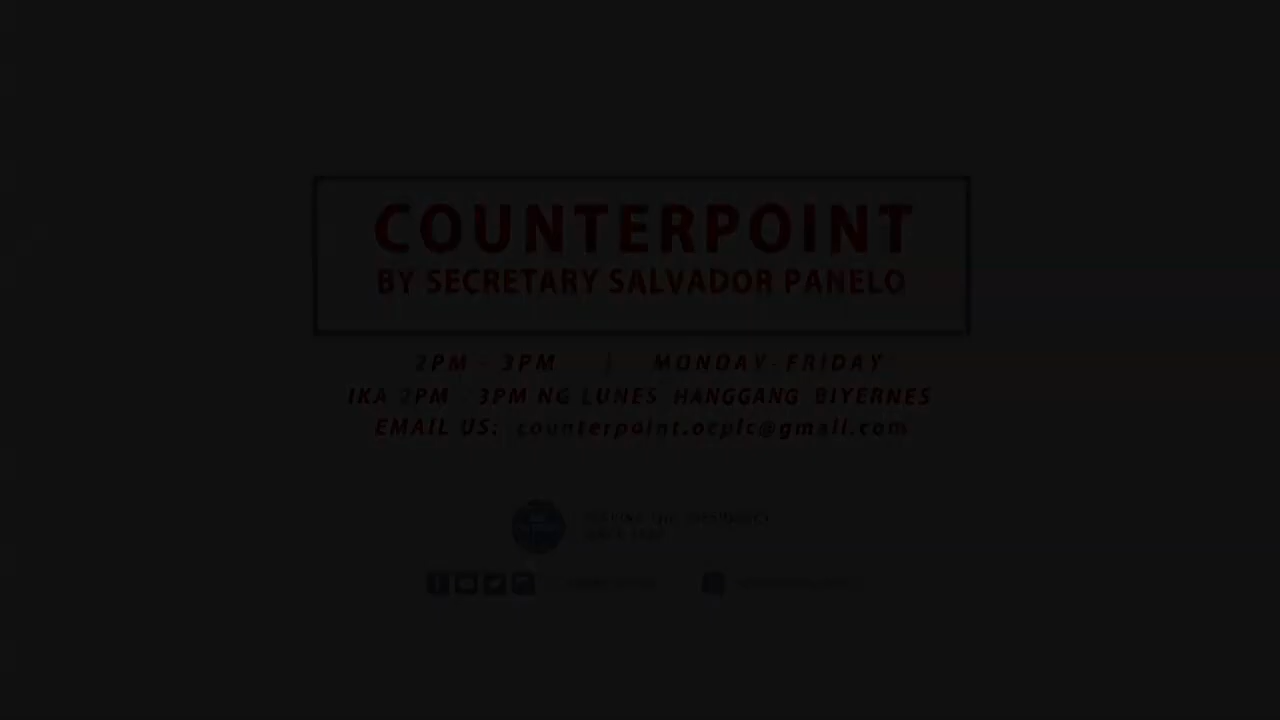 COUNTERPOINT
BY SECRETARY SALVADOR PANELO
2PM - 3PM | MONDAY-FRIDAY
IKA 2PM - 3PM NG LUNES HANGGANG BIYERNES
EMAIL US: counterpoint.ocplc@gmail.com